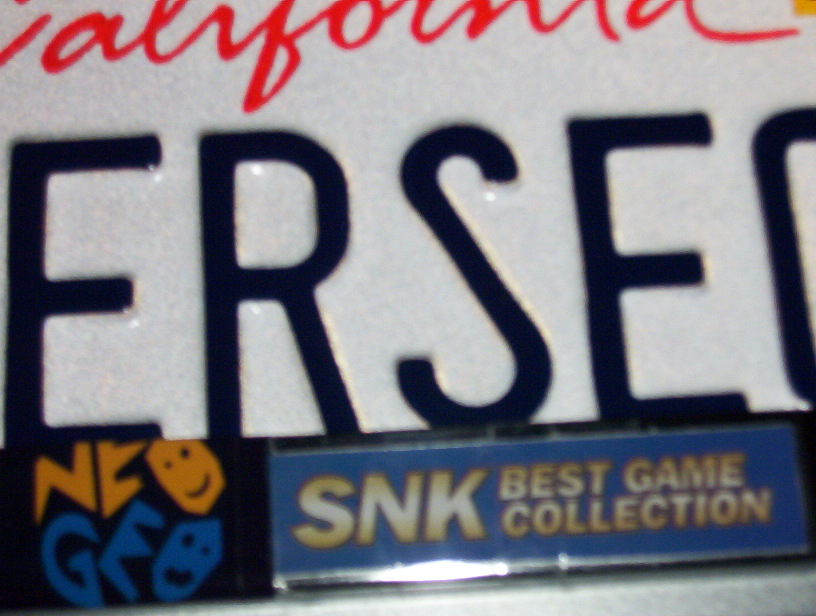 California
ERSE
NEO
GEO
SNK BEST GAME
COLLECTION